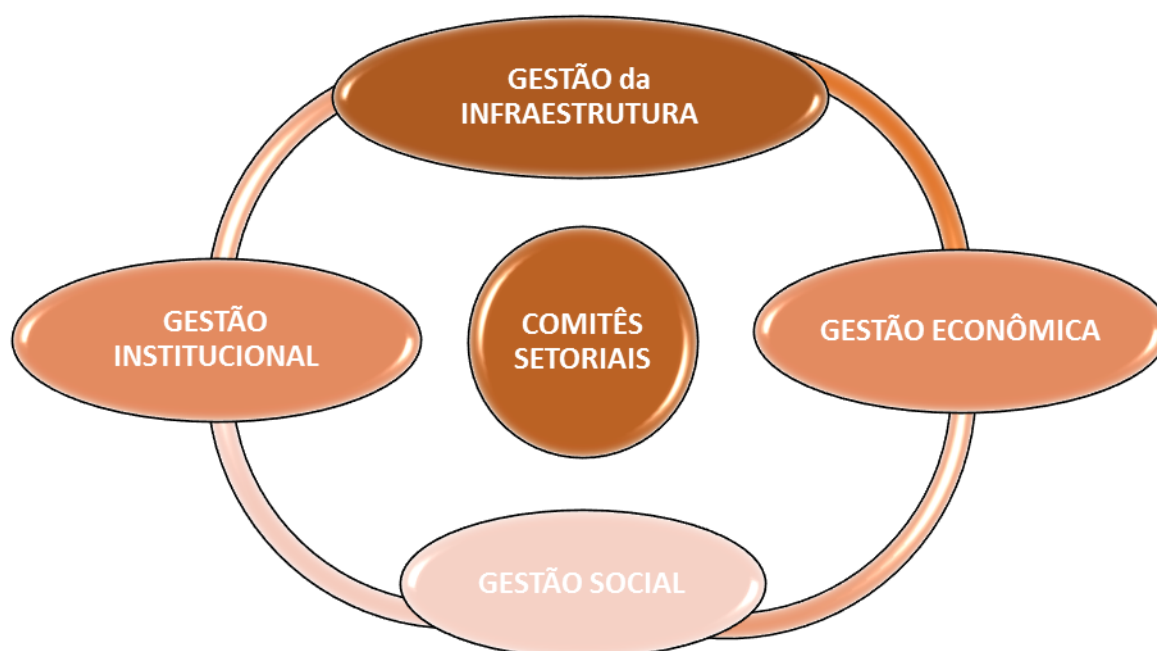 GESTÃO da
INFRAESTRUTURA
GESTÃO
INSTITUCIONAL
COMITÊS
SETORIAIS
GESTÃO ECONÔMICA
GESTÃO SOCIAL